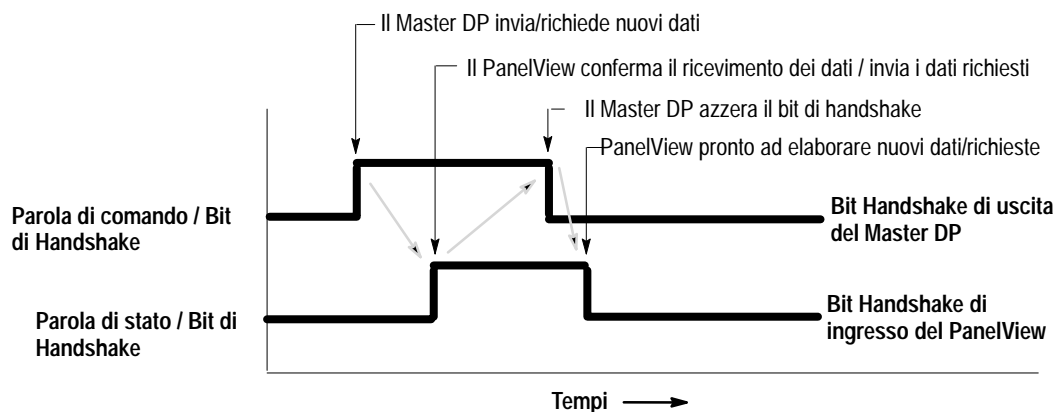 Il Master DP invia/richiede nuovi dati
Il PanelView conferma il ricevimento dei dati / invia i dati richiesti
Il Master DP azzera il bit di handshake
PanelView pronto ad elaborare nuovi dati/richieste
Parola di comando / Bit
di Handshake
Bit Handshake di uscita
del Master DP
Parola di stato / Bit di
Handshake
Bit Handshake di
ingresso del PanelView
Tempi